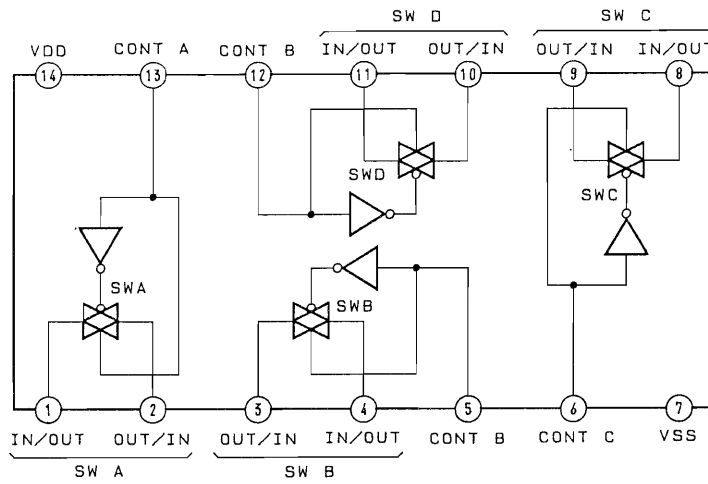 SW D SW C
VDD CONT A CONT B IN/OUT OUT/IN OUT/IN IN/OUT
14 13 12 11 10 9 8
SWD
SWC
SWA
SWB
1 2 3 4 5 6 7
IN/OUT OUT/IN OUT/IN IN/OUT CONT B CONT C VSS
SW A SW B